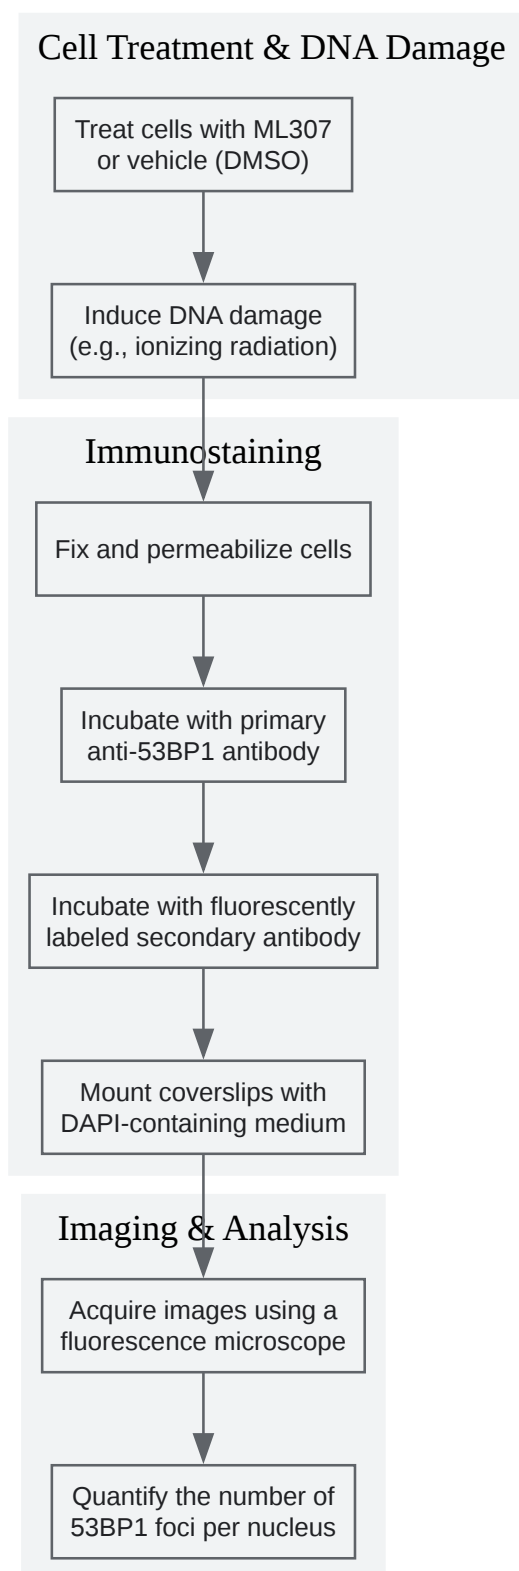 Cell Treatment & DNA Damage
Treat cells with ML307
or vehicle (DMSO)
Induce DNA damage
(e.g., ionizing radiation)
Immunostaining
Fix and permeabilize cells
Incubate with primary
anti-53BP1 antibody
Incubate with fluorescently
labeled secondary antibody
Mount coverslips with
DAPI-containing medium
Imaging & Analysis
Acquire images using a
fluorescence microscope
Quantify the number of
53BP1 foci per nucleus